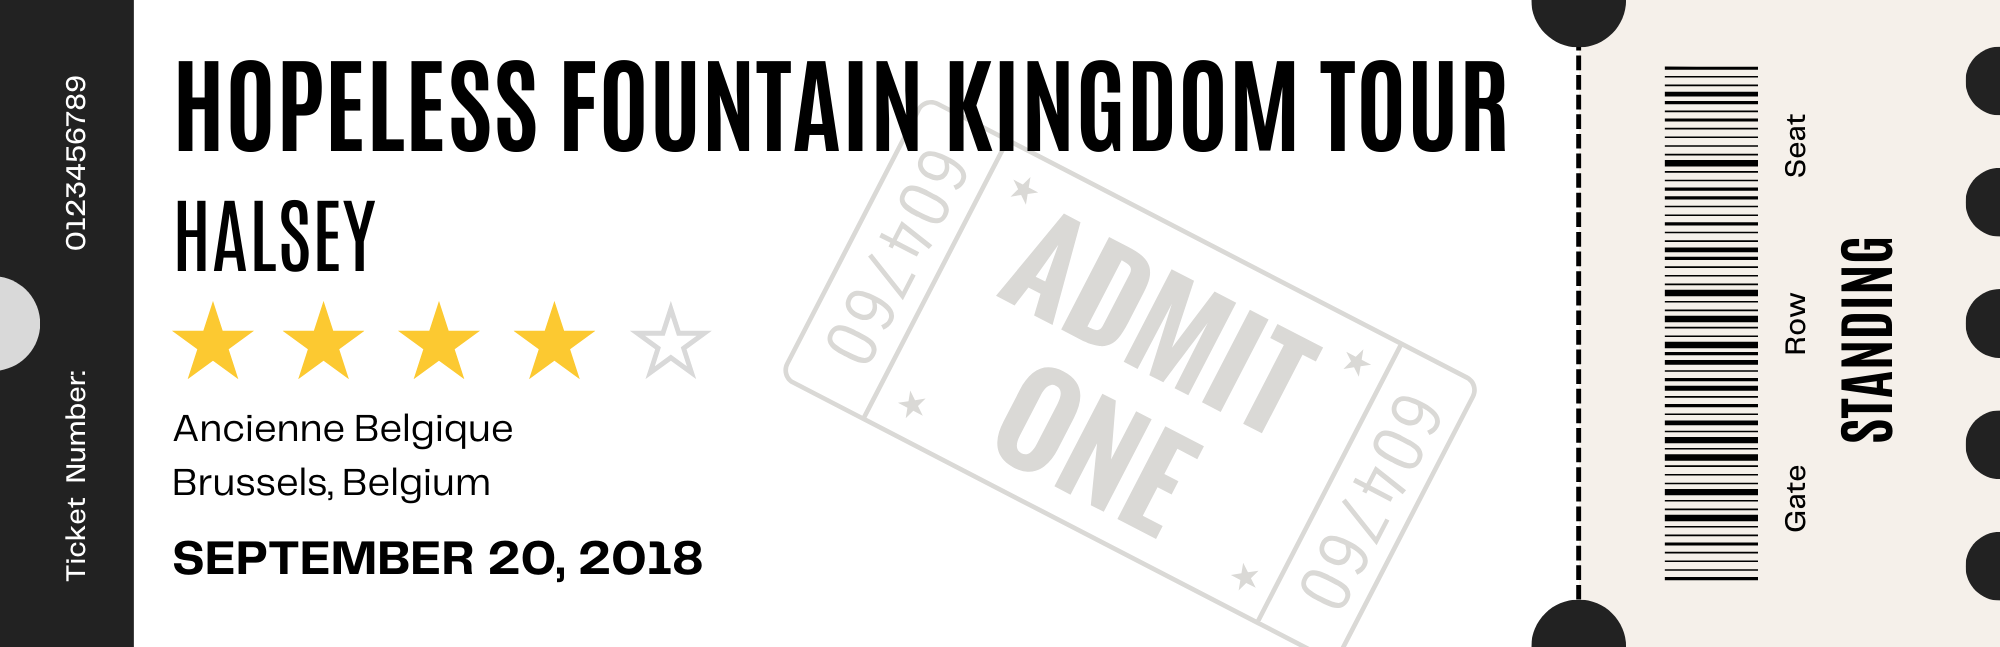 Ticket Number: 0123456789
HOPELESS FOUNTAIN KINGDOM TOUR
HALSEY
Ancienne Belgique
Brussels, Belgium
SEPTEMBER 20, 2018
604760
ADMIT
ONE
604760
Gate Row Seat
STANDING